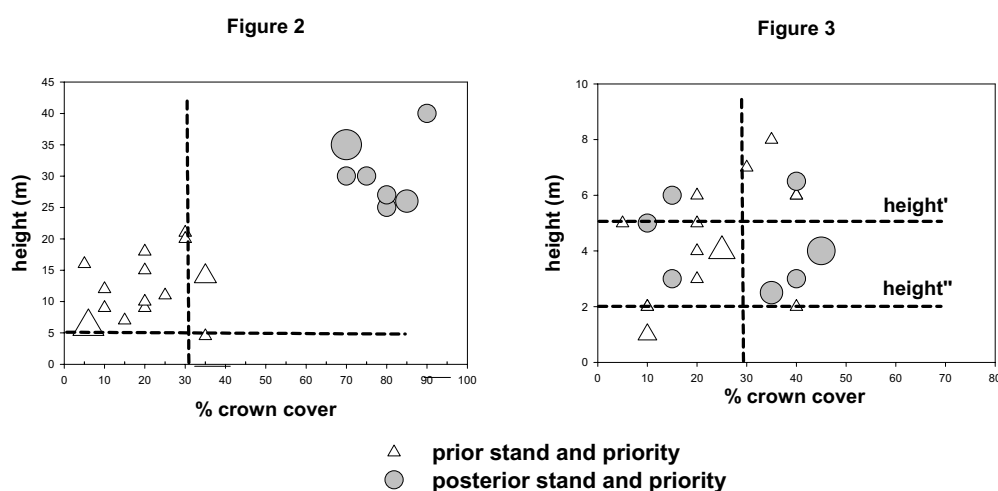 Figure 2
45
40
35
30
25
20
15
10
5
0
height (m)
0 10 20 30 40 50 60 70 80 90 100
% crown cover
Figure 3
10
8
6
4
2
0
height (m)
height'
height"
0 10 20 30 40 50 60 70 80
% crown cover
prior stand and priority
posterior stand and priority